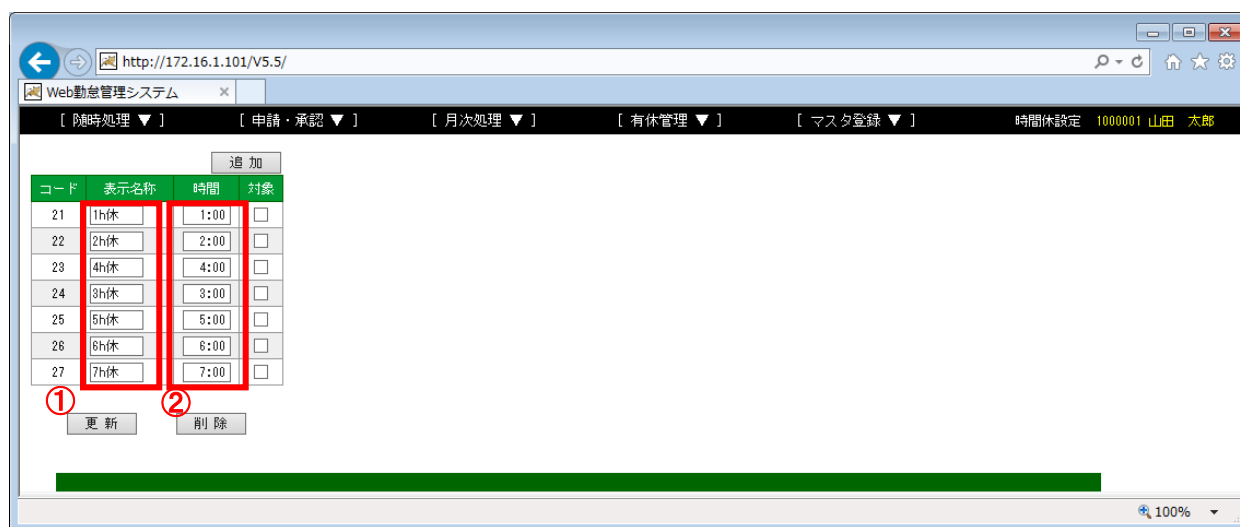 http://172.16.1.101/V5.5/
Web勤怠管理システム ×
[ 随時処理 ▼ ] [ 申請・承認 ▼ ] [ 月次処理 ▼ ] [ 有休管理 ▼ ] [ マスタ登録 ▼ ] 時間休設定 1000001 山田 太郎
追 加
コード 表示名称 時間 対象
21 1h休 1:00
22 2h休 2:00
23 4h休 4:00
24 3h休 3:00
25 5h休 5:00
26 6h休 6:00
27 7h休 7:00
① ②
更 新 削 除
100%